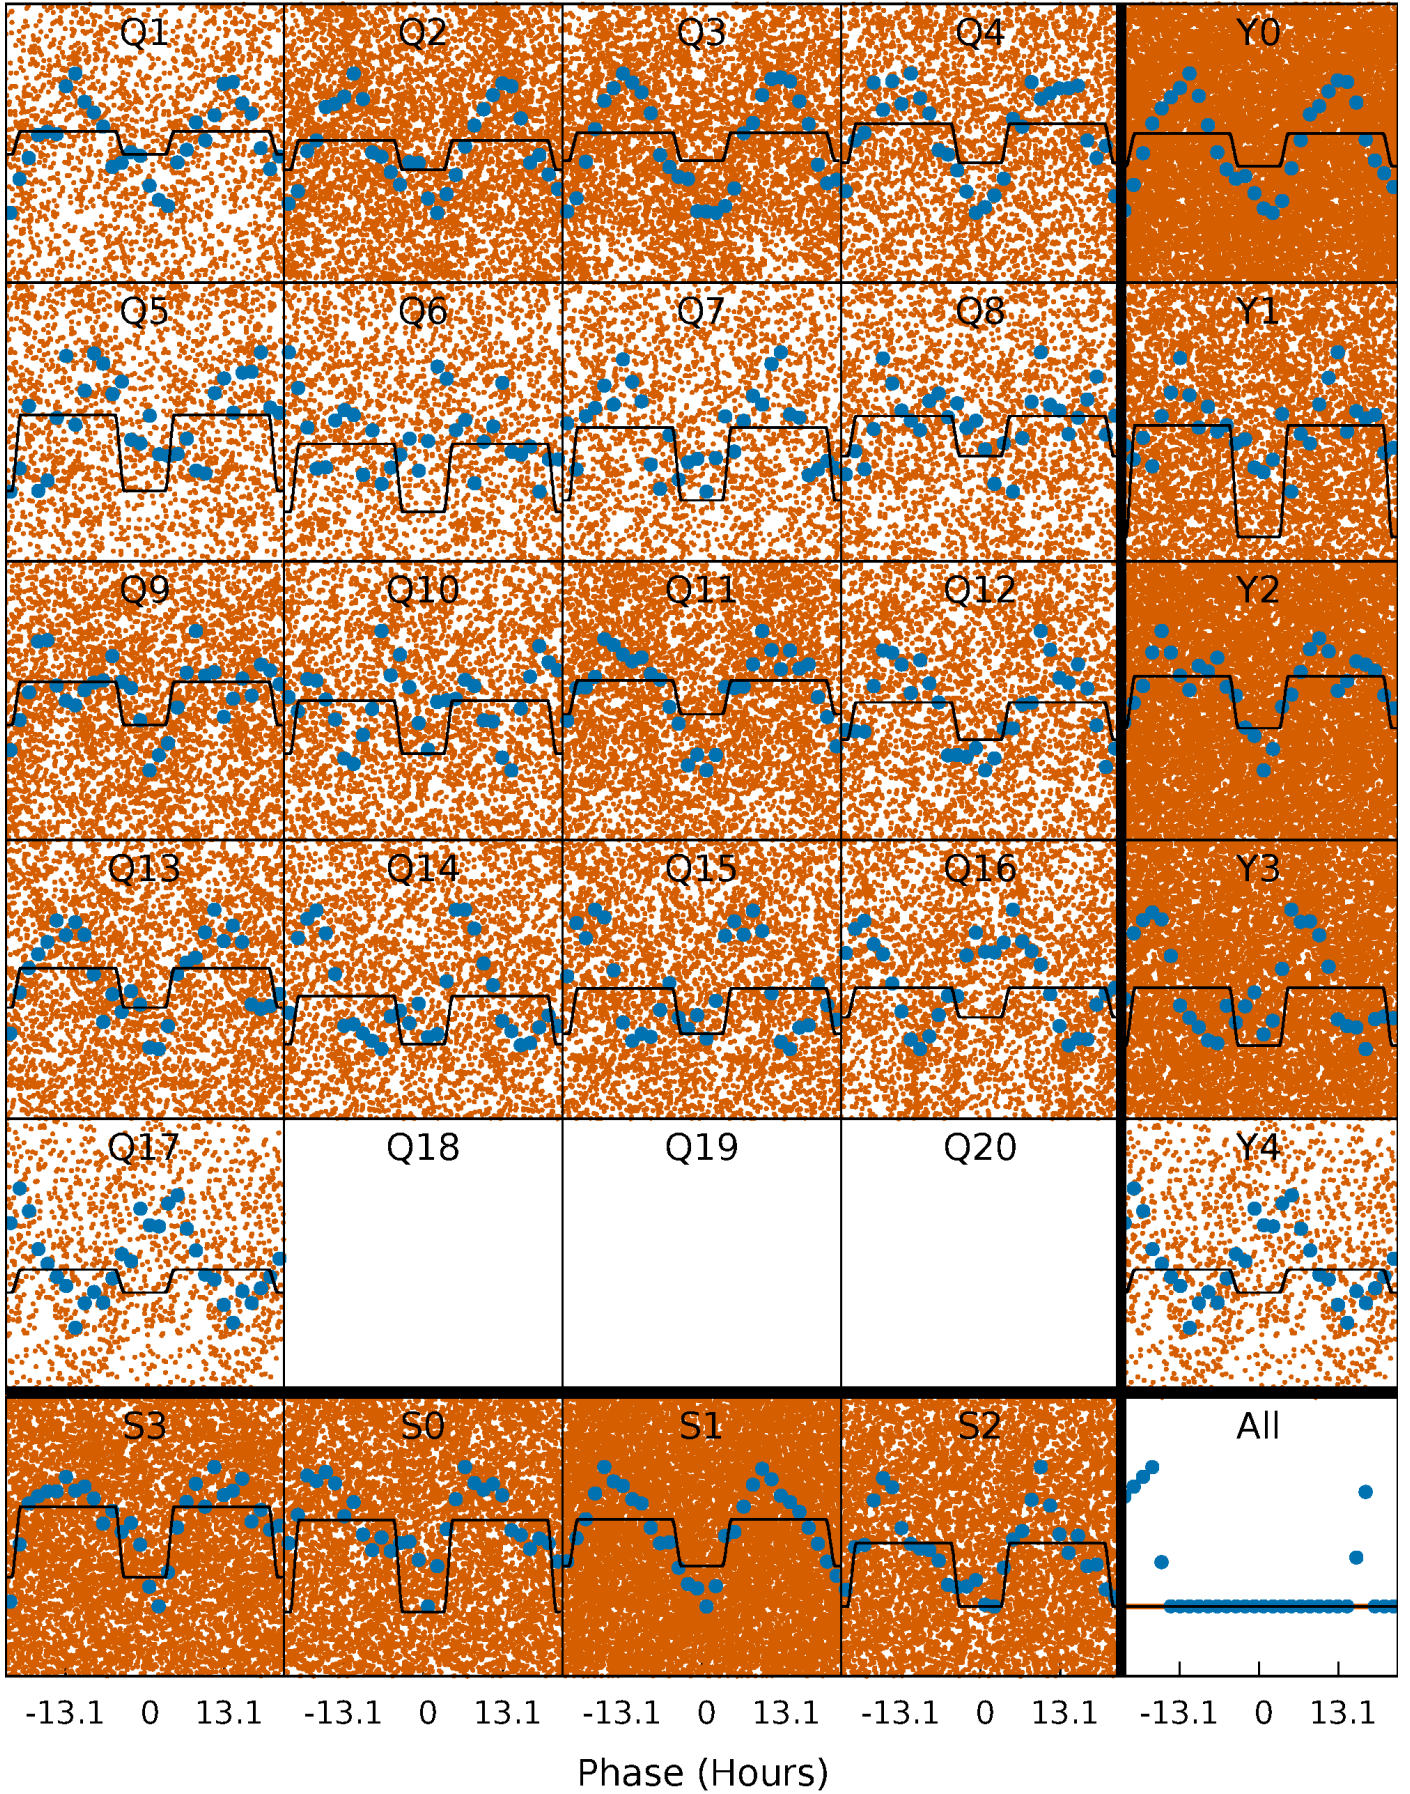 Q1 Q2 Q3 Q4 Y0
Q5 Q6 Q7 Q8 Y1
Q9 Q10 Q11 Q12 Y2
Q13 Q14 Q15 Q16 Y3
Q17 Q18 Q19 Q20 Y4
S3 S0 S1 S2 All
-13.1 0 13.1 -13.1 0 13.1 -13.1 0 13.1 -13.1 0 13.1 -13.1 0 13.1
Phase (Hours)